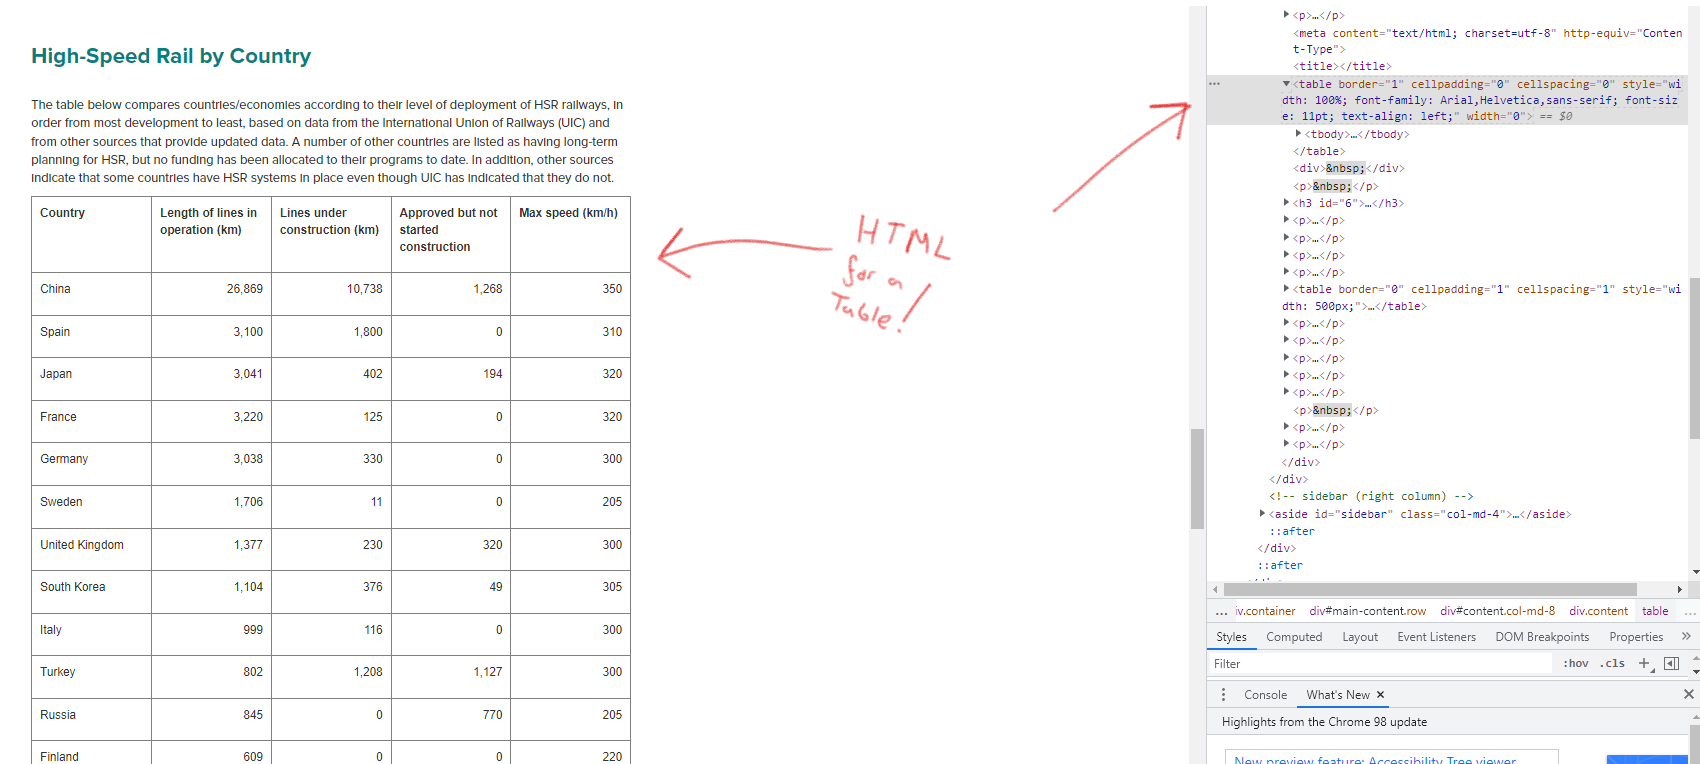 High-Speed Rail by Country
The table below compares countries/economies according to their level of deployment of HSR railways, in
order from most development to least, based on data from the International Union of Railways (UIC) and
from other sources that provide updated data. A number of other countries are listed as having long-term
planning for HSR, but no funding has been allocated to their programs to date. In addition, other sources
indicate that some countries have HSR systems in place even though UIC has indicated that they do not.
Country Length of lines in operation (km) Lines under construction (km) Approved but not started construction Max speed (km/h)
China 26,869 10,738 1,268 350
Spain 3,100 1,800 0 310
Japan 3,041 402 194 320
France 3,220 125 0 320
Germany 3,038 330 0 300
Sweden 1,706 11 0 205
United Kingdom 1,377 230 320 300
South Korea 1,104 376 49 305
Italy 999 116 0 300
Turkey 802 1,208 1,127 300
Russia 845 0 770 205
Finland 609 0 0 220
HTML
for a
Table!
<p>…</p>
<meta content="text/html; charset=utf-8" http-equiv="Conten
t-Type">
<title></title>
<table border="1" cellpadding="0" cellspacing="0" style="wi
dth: 100%; font-family: Arial,Helvetica,sans-serif; font-siz
e: 11pt; text-align: left;" width="0"> == $0
<tbody>…</tbody>
</table>
<div>&nbsp;</div>
<p>&nbsp;</p>
<h3 id="6">…</h3>
<p>…</p>
<p>…</p>
<p>…</p>
<p>…</p>
<table border="0" cellpadding="1" cellspacing="1" style="wi
dth: 500px;">…</table>
<p>…</p>
<p>…</p>
<p>…</p>
<p>…</p>
<p>…</p>
<p>&nbsp;</p>
<p>…</p>
<p>…</p>
</div>
</div>
<!-- sidebar (right column) -->
<aside id="sidebar" class="col-md-4">…</aside>
::after
</div>
::after
... iv.container div#main-content.row div#content.col-md-8 div.content table ...
Styles Computed Layout Event Listeners DOM Breakpoints Properties »
Filter :hov .cls +
Console What's New ×
Highlights from the Chrome 98 update
New preview feature: Accessibility Tree viewer